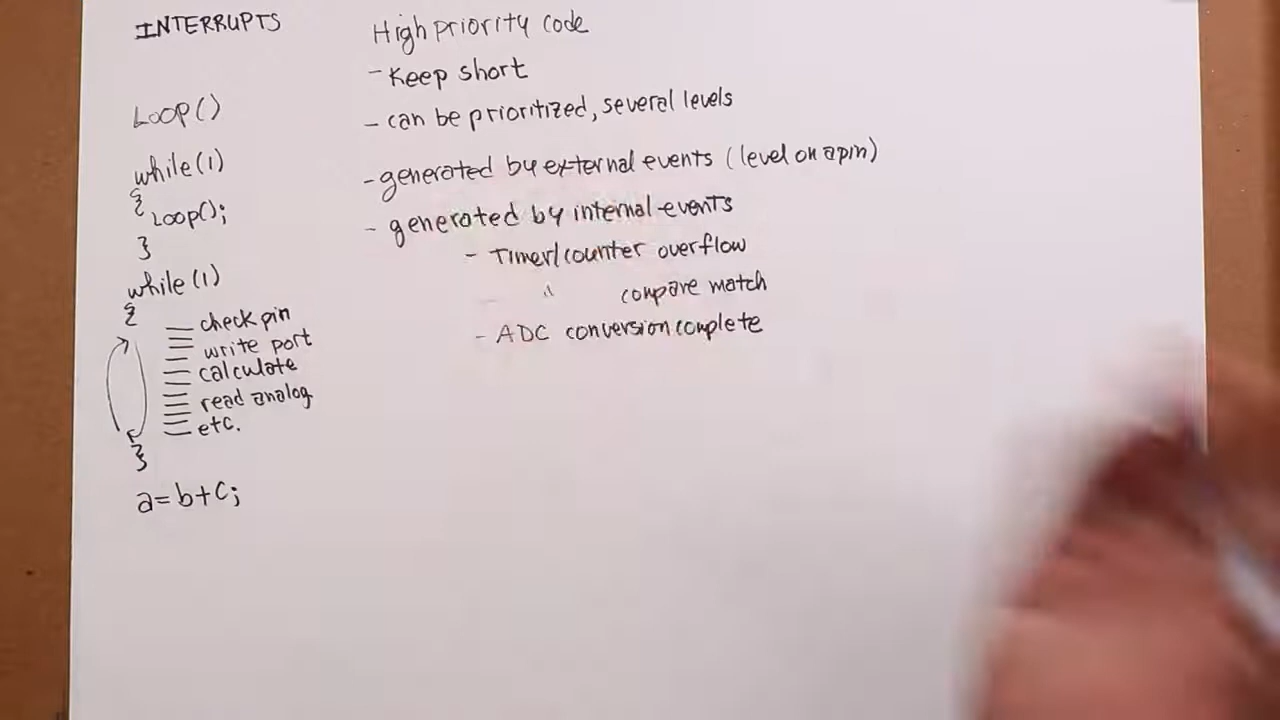 INTERRUPTS
Loop()
while(1)
{
Loop();
}
while(1)
{
check pin
write port
calculate
read analog
etc.
}
a=b+c;
High priority code
- Keep short
- can be prioritized, several levels
- generated by external events (level on a pin)
- generated by internal events
- Timer/counter overflow
- " compare match
- ADC conversion complete